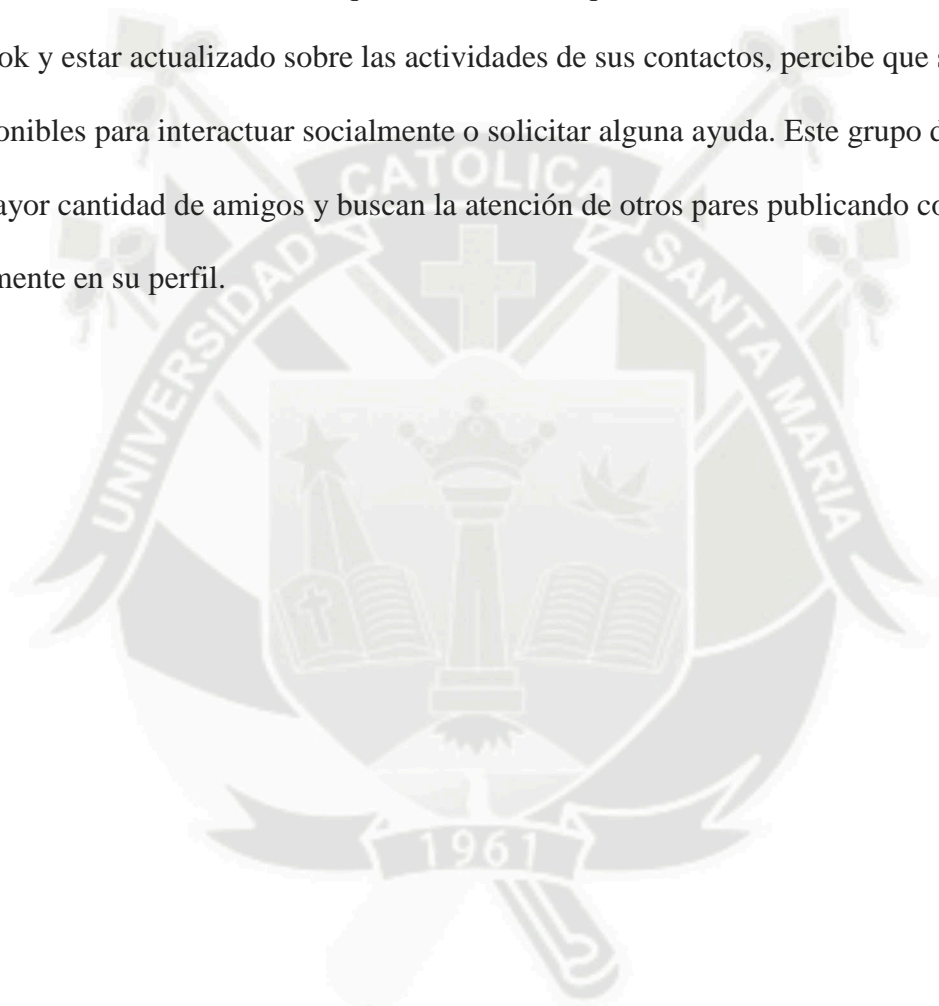 ok y estar actualizado sobre las actividades de sus contactos, percibe que
onibles para interactuar socialmente o solicitar alguna ayuda. Este grupo
ayor cantidad de amigos y buscan la atención de otros pares publicando
mente en su perfil.
UNIVERSIDAD CATOLICA SANTA MARIA
1961